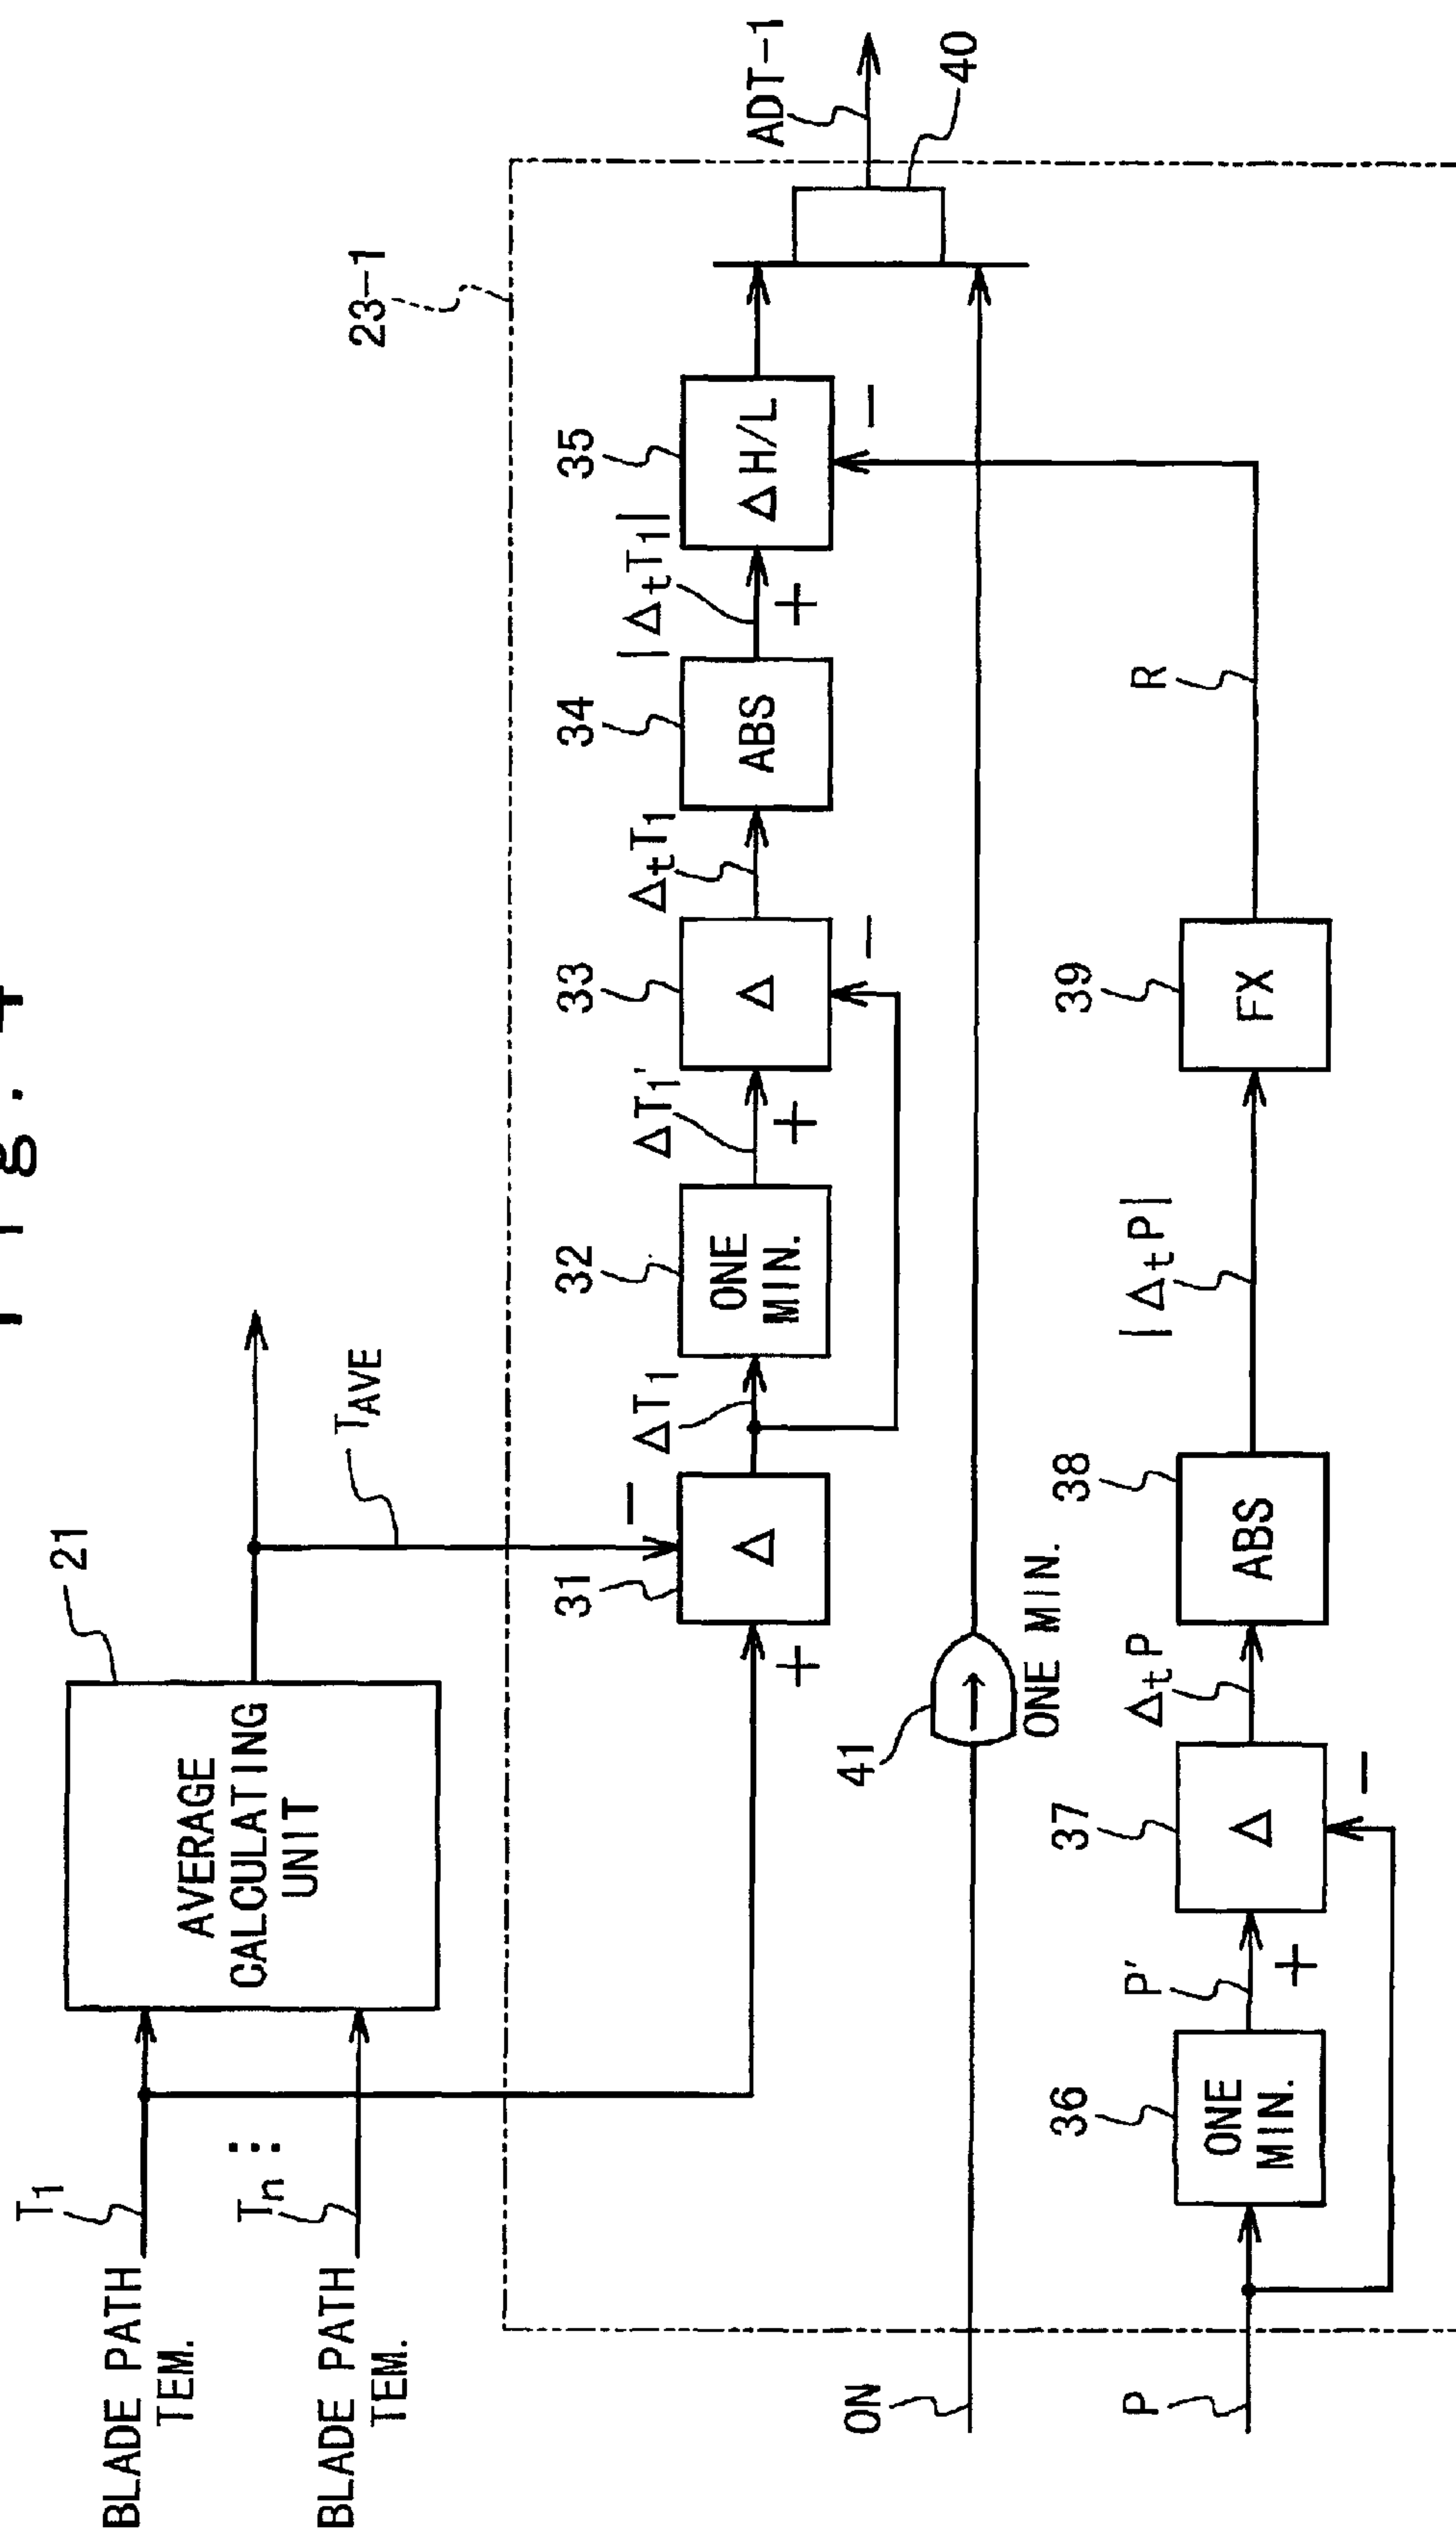 Fig. 4
T1
BLADE PATH
TEM.
Tn
⋮
BLADE PATH
TEM.
AVERAGE
CALCULATING
UNIT
21
TAVE
23-1
31
Δ
+
−
ΔT1
32
ONE
MIN.
ΔT1'
+
33
Δ
−
ΔtT1
34
ABS
|ΔtT1|
+
35
ΔH/L
−
ADT-1
40
ON
41
ONE MIN.
P
36
ONE
MIN.
P'
+
37
Δ
−
ΔtP
38
ABS
|ΔtP|
39
FX
R